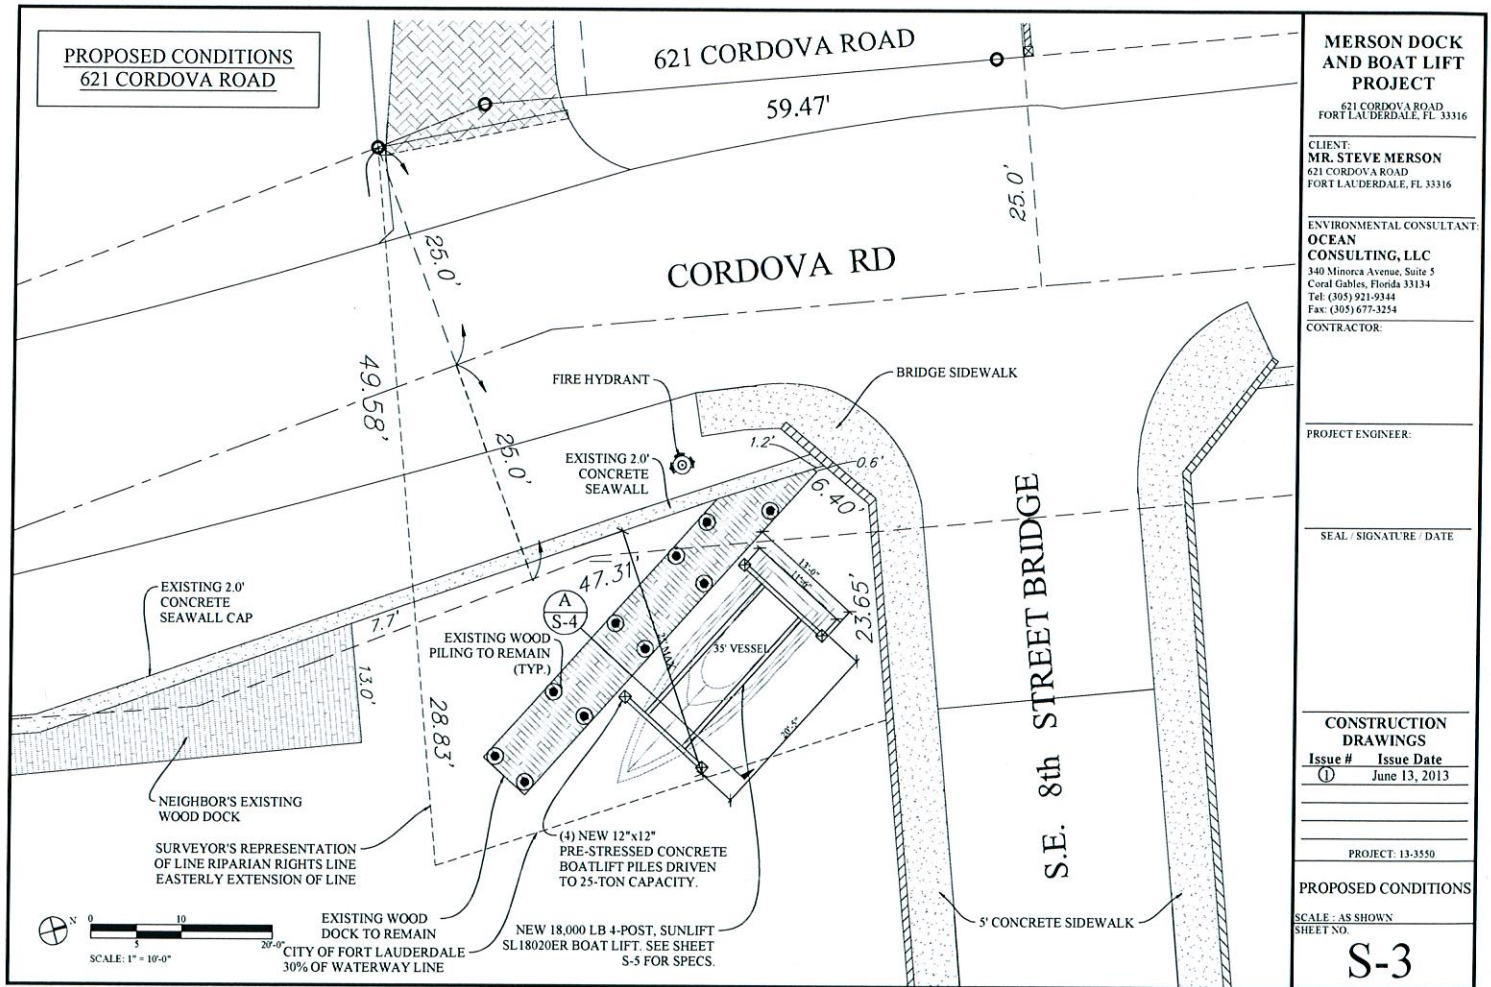 PROPOSED CONDITIONS
621 CORDOVA ROAD
621 CORDOVA ROAD
59.47'
25.0'
25.0'
CORDOVA RD
49.58'
25.0'
FIRE HYDRANT
BRIDGE SIDEWALK
1.2'
0.6'
EXISTING 2.0'
CONCRETE
SEAWALL
6.40'
EXISTING 2.0'
CONCRETE
SEAWALL CAP
47.31'
A
S-4
7.7'
EXISTING WOOD
PILING TO REMAIN
(TYP.)
13'-0"
23.65'
25' MAX
35' VESSEL
13.0'
28.83'
20'-5"
S.E. 8th STREET BRIDGE
NEIGHBOR'S EXISTING
WOOD DOCK
SURVEYOR'S REPRESENTATION
OF LINE RIPARIAN RIGHTS LINE
EASTERLY EXTENSION OF LINE
(4) NEW 12"x12"
PRE-STRESSED CONCRETE
BOATLIFT PILES DRIVEN
TO 25-TON CAPACITY.
EXISTING WOOD
DOCK TO REMAIN
CITY OF FORT LAUDERDALE
30% OF WATERWAY LINE
NEW 18,000 LB 4-POST, SUNLIFT
SL18020ER BOAT LIFT. SEE SHEET
S-5 FOR SPECS.
5' CONCRETE SIDEWALK
N
0 10
5 20'-0"
SCALE: 1" = 10'-0"
MERSON DOCK
AND BOAT LIFT
PROJECT
621 CORDOVA ROAD
FORT LAUDERDALE, FL 33316
CLIENT:
MR. STEVE MERSON
621 CORDOVA ROAD
FORT LAUDERDALE, FL 33316
ENVIRONMENTAL CONSULTANT:
OCEAN
CONSULTING, LLC
340 Minorca Avenue, Suite 5
Coral Gables, Florida 33134
Tel: (305) 921-9344
Fax: (305) 677-3254
CONTRACTOR:
PROJECT ENGINEER:
SEAL / SIGNATURE / DATE
CONSTRUCTION
DRAWINGS
Issue # Issue Date
1 June 13, 2013
PROJECT: 13-3550
PROPOSED CONDITIONS
SCALE : AS SHOWN
SHEET NO.
S-3